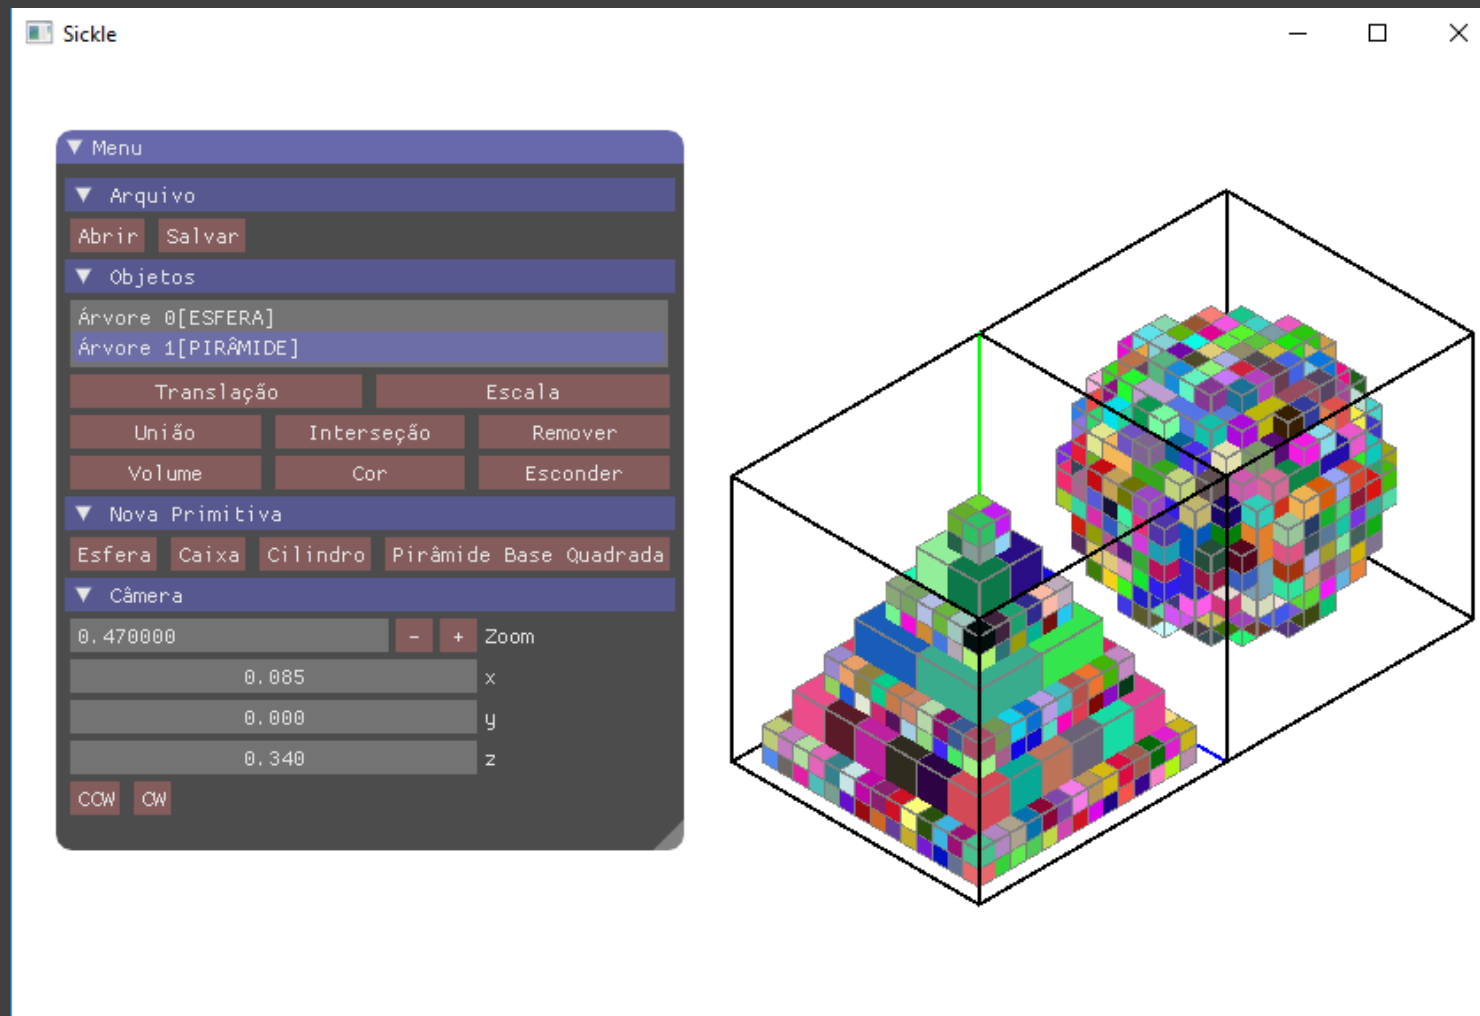 Sickle
Menu
Arquivo
Abrir Salvar
Objetos
Árvore 0[ESFERA]
Árvore 1[PIRÂMIDE]
Translação Escala
União Interseção Remover
Volume Cor Esconder
Nova Primitiva
Esfera Caixa Cilindro Pirâmide Base Quadrada
Câmera
0.470000 - + Zoom
0.085 x
0.000 y
0.340 z
CCW CW